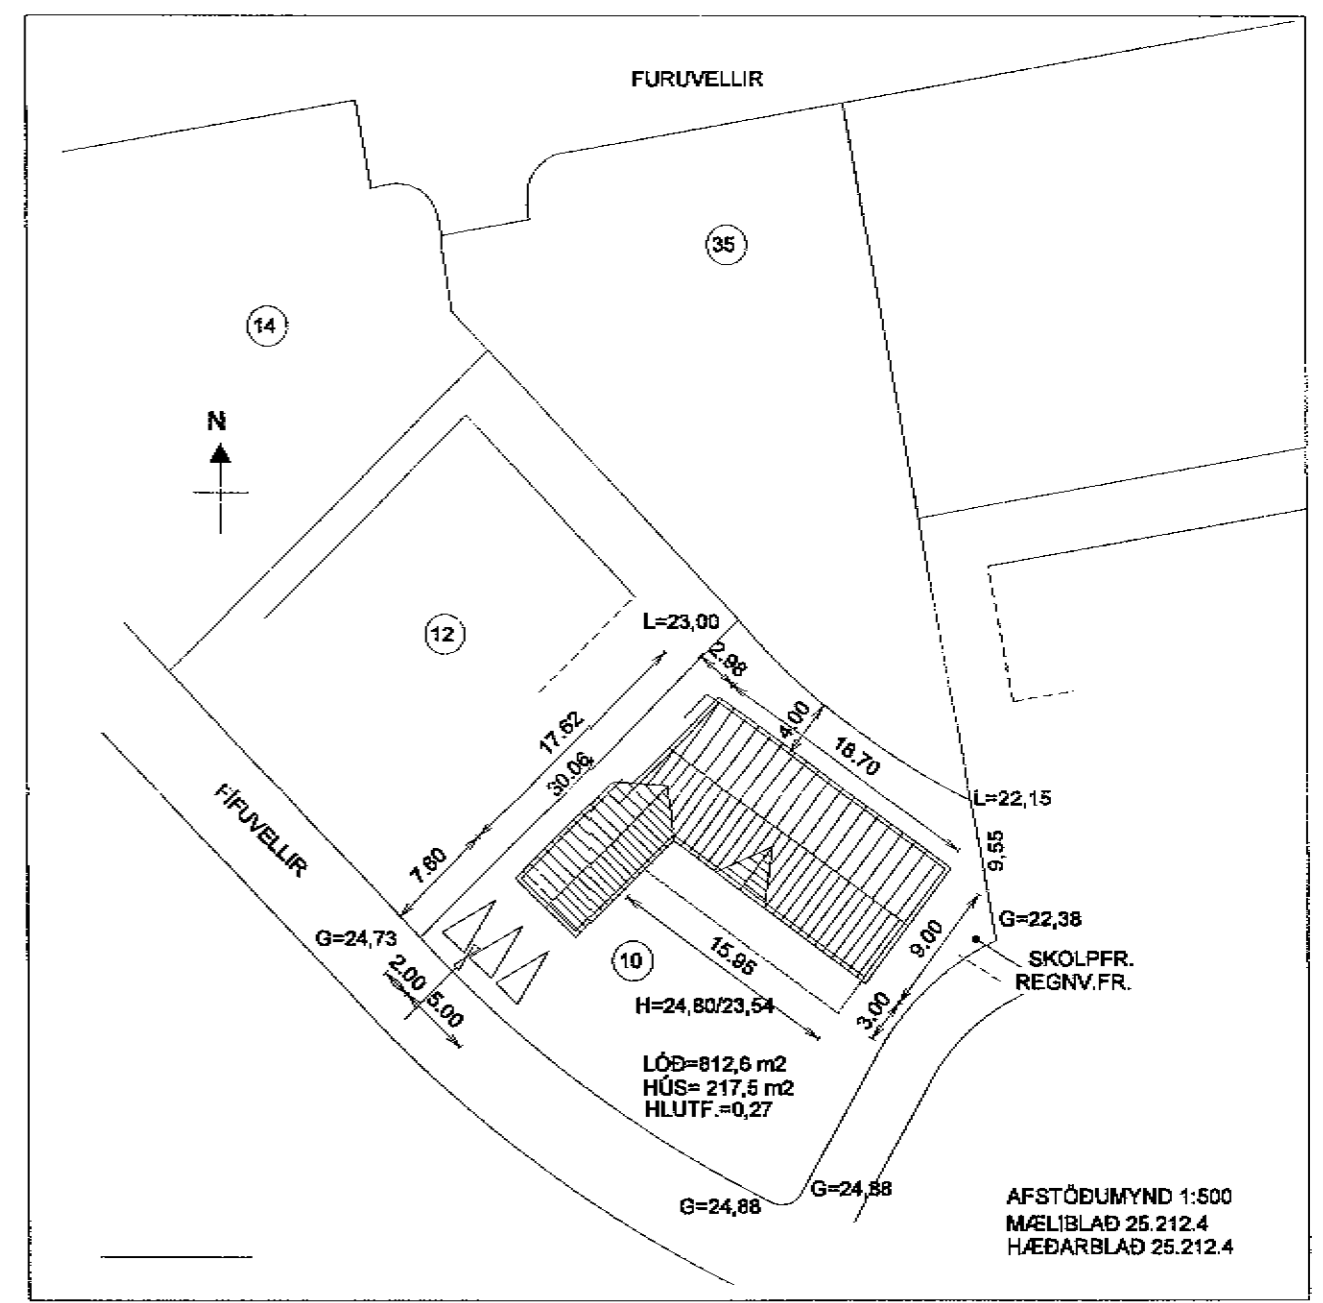 FURUVELLIR
35
14
N
12
L=23,00
2.98
17.62
30.06
4.00
18.70
L=22,15
9,55
FÍFUVELLIR
7.60
G=24,73
2.00
5.00
G=22,38
9.00
15.95
10
SKOLPFR.
REGNV.FR.
H=24,80/23,54
3.00
LÓÐ=812,6 m2
HÚS= 217,5 m2
HLUTF.=0,27
G=24,88
G=24,88
AFSTÖÐUMYND 1:500
MÆLIBLAÐ 25.212.4
HÆÐARBLAÐ 25.212.4